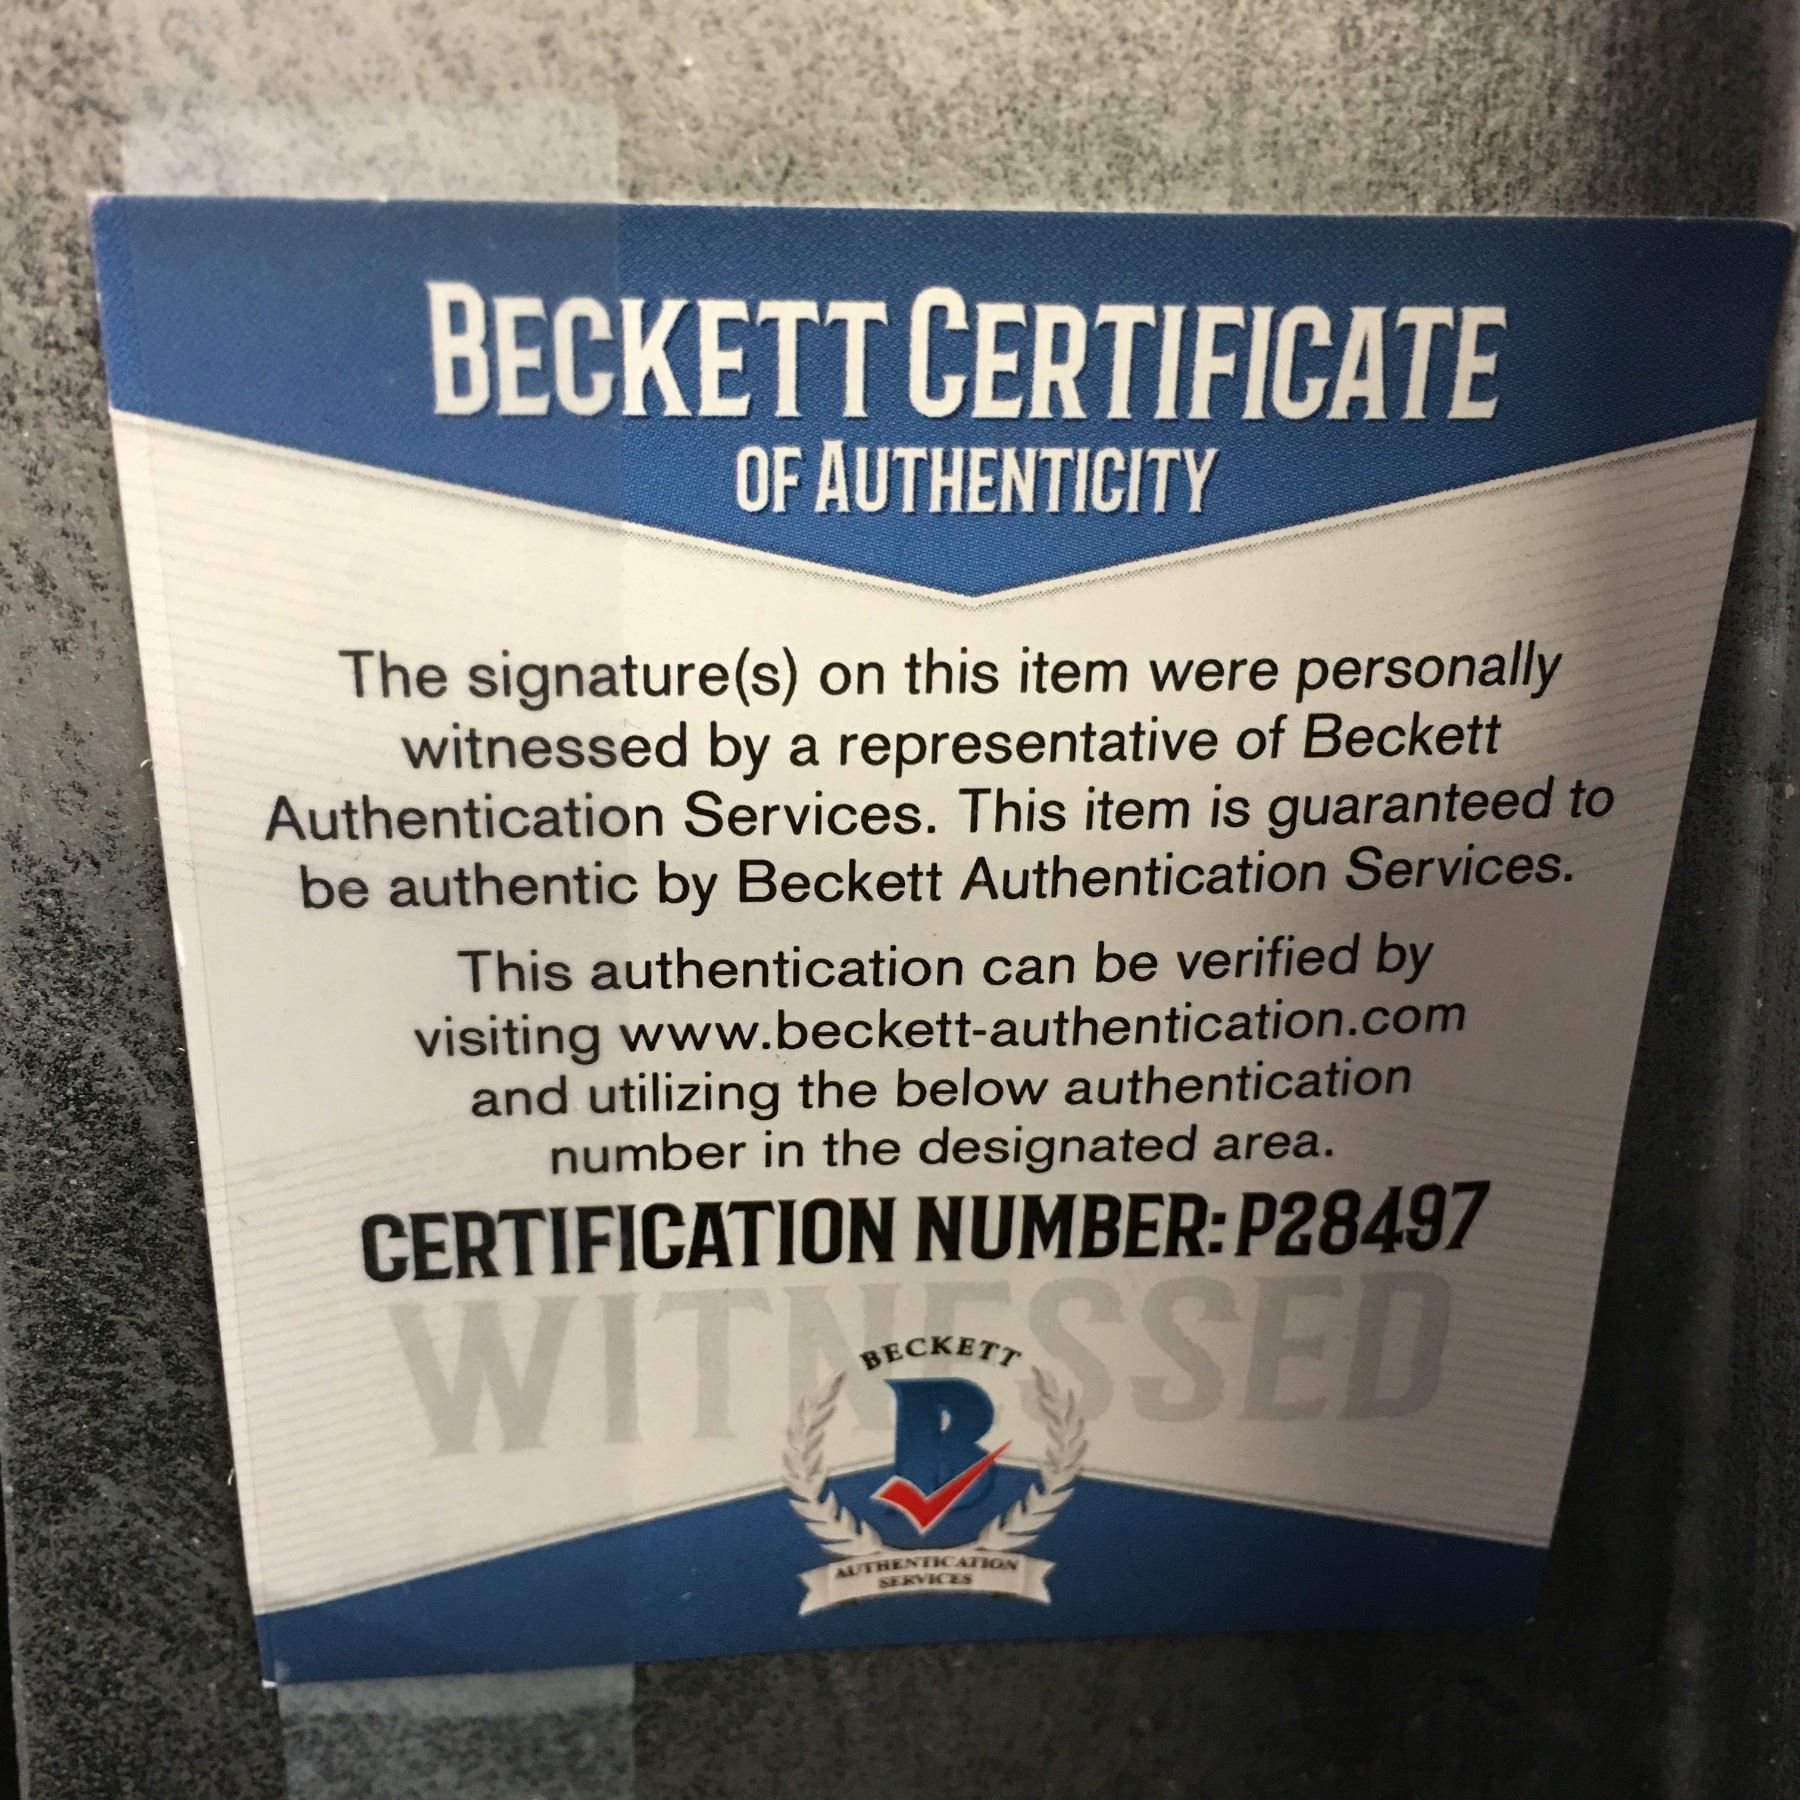 BECKETT CERTIFICATE
OF AUTHENTICITY
The signature(s) on this item were personally
witnessed by a representative of Beckett
Authentication Services. This item is guaranteed to
be authentic by Beckett Authentication Services.
This authentication can be verified by
visiting www.beckett-authentication.com
and utilizing the below authentication
number in the designated area.
CERTIFICATION NUMBER: P28497
WITNESSED
BECKETT
B
AUTHENTICATION
SERVICES